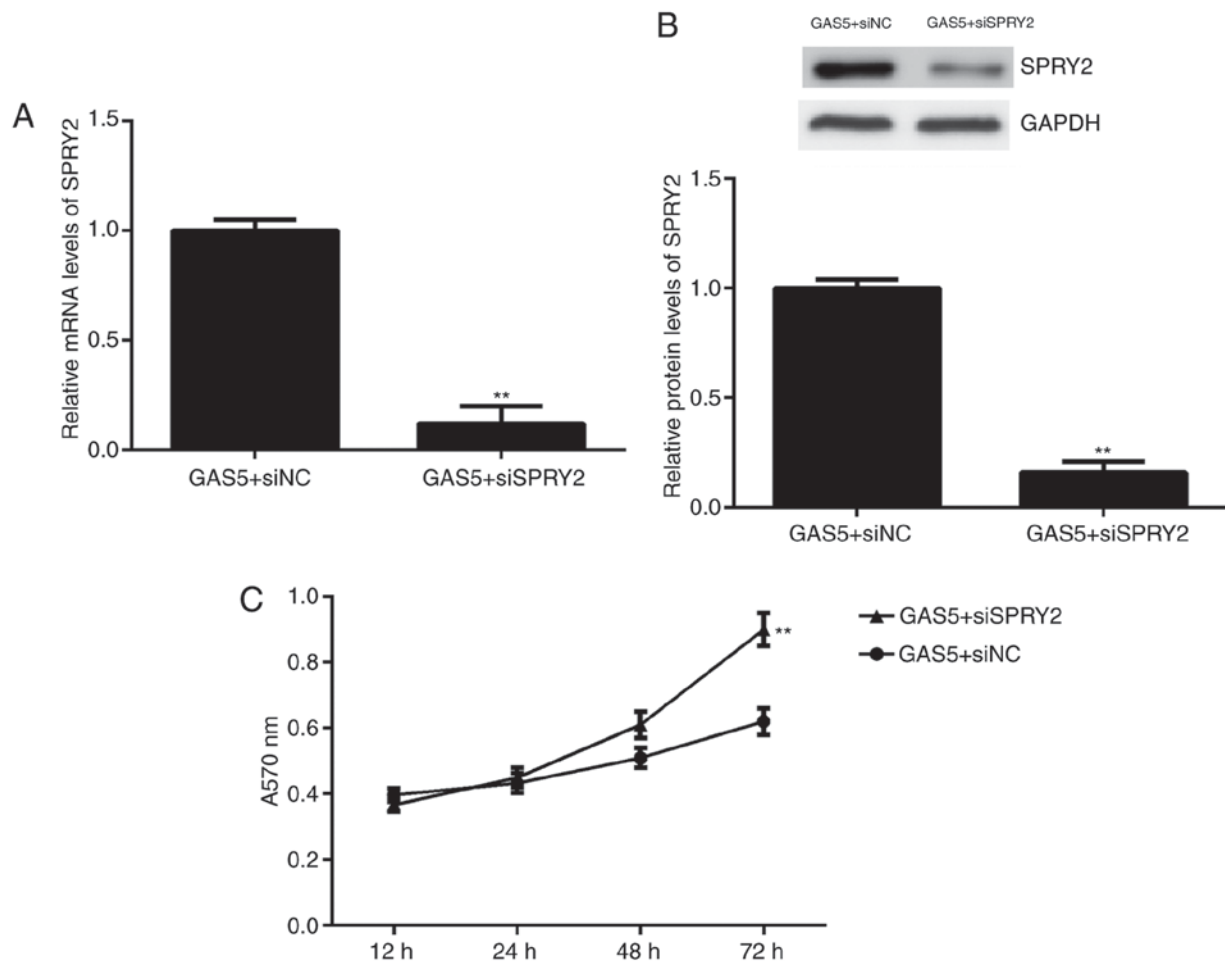 A
Relative mRNA levels of SPRY2
1.5
1.0
0.5
0.0
**
GAS5+siNC GAS5+siSPRY2
B
GAS5+siNC GAS5+siSPRY2
SPRY2
GAPDH
Relative protein levels of SPRY2
1.5
1.0
0.5
0.0
**
GAS5+siNC GAS5+siSPRY2
C
A570 nm
1.0
0.8
0.6
0.4
0.2
0.0
**
12 h 24 h 48 h 72 h
GAS5+siSPRY2
GAS5+siNC